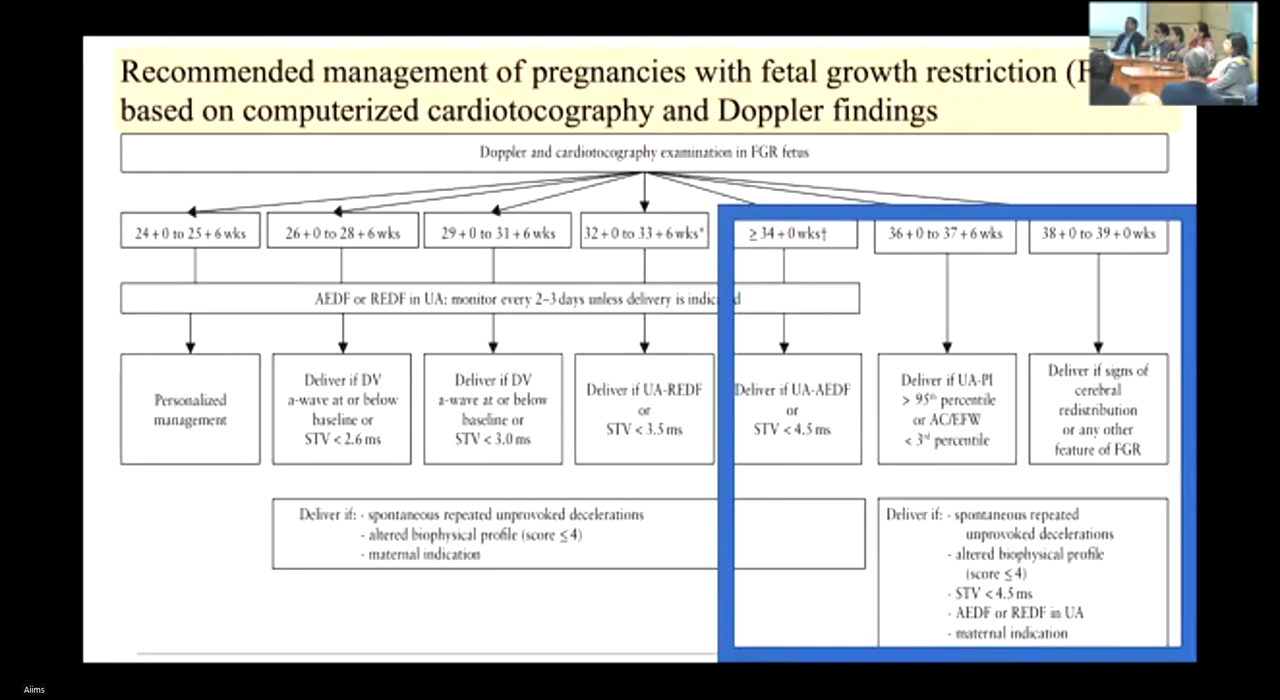 Recommended management of pregnancies with fetal growth restriction (F
based on computerized cardiotocography and Doppler findings
Doppler and cardiotocography examination in FGR fetus
24+0 to 25+6 wks
26+0 to 28+6 wks
29+0 to 31+6 wks
32+0 to 33+6 wks*
≥34+0 wks†
36+0 to 37+6 wks
38+0 to 39+0 wks
AEDF or REDF in UA: monitor every 2–3 days unless delivery is indicated
Personalized
management
Deliver if DV
a-wave at or below
baseline or
STV < 2.6 ms
Deliver if DV
a-wave at or below
baseline or
STV < 3.0 ms
Deliver if UA-REDF
or
STV < 3.5 ms
Deliver if UA-AEDF
or
STV < 4.5 ms
Deliver if UA-PI
> 95th percentile
or AC/EFW
< 3rd percentile
Deliver if signs of
cerebral
redistribution
or any other
feature of FGR
Deliver if: - spontaneous repeated unprovoked decelerations
- altered biophysical profile (score ≤4)
- maternal indication
Deliver if: - spontaneous repeated
unprovoked decelerations
- altered biophysical profile
(score ≤4)
- STV < 4.5 ms
- AEDF or REDF in UA
- maternal indication
Aiims